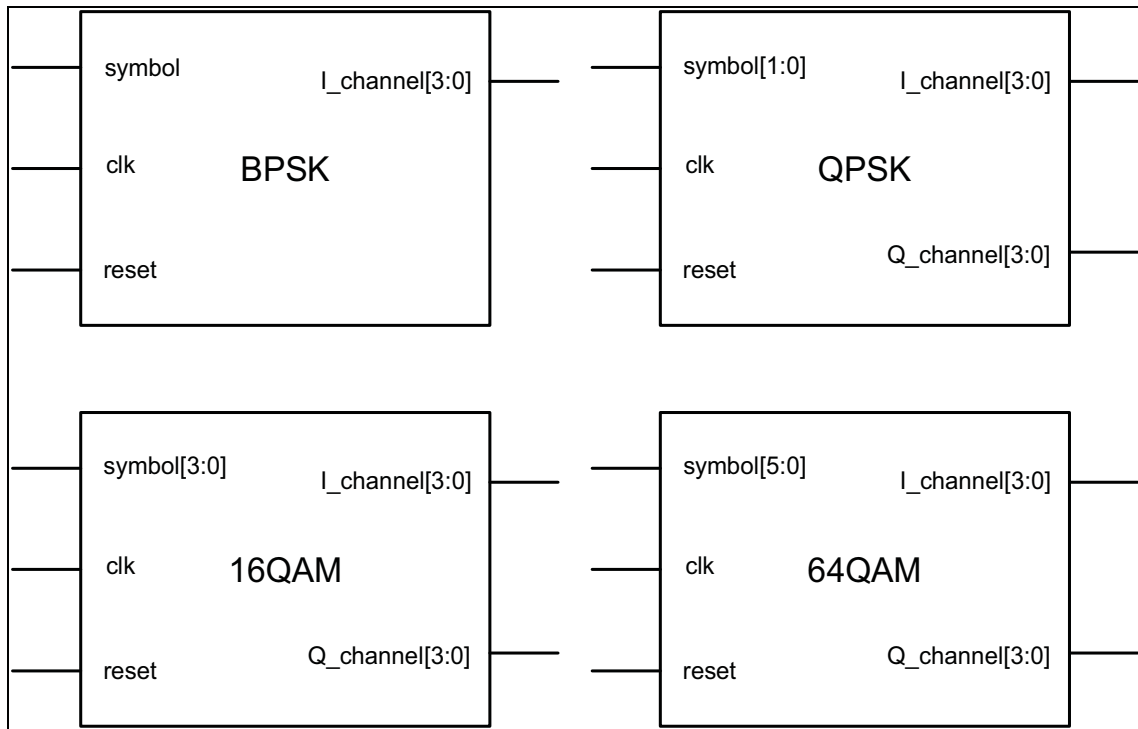 symbol
I_channel[3:0]
clk
BPSK
reset
symbol[1:0]
I_channel[3:0]
clk
QPSK
Q_channel[3:0]
reset
symbol[3:0]
I_channel[3:0]
clk
16QAM
Q_channel[3:0]
reset
symbol[5:0]
I_channel[3:0]
clk
64QAM
Q_channel[3:0]
reset